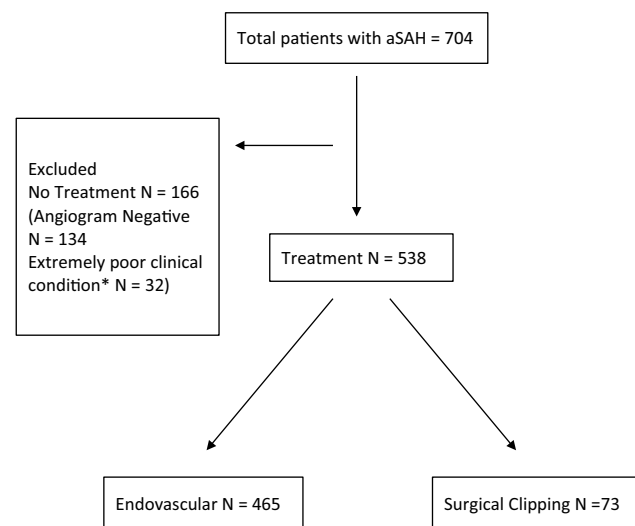 Total patients with aSAH = 704
Excluded
No Treatment N = 166
(Angiogram Negative
N = 134
Extremely poor clinical
condition* N = 32)
Treatment N = 538
Endovascular N = 465
Surgical Clipping N =73